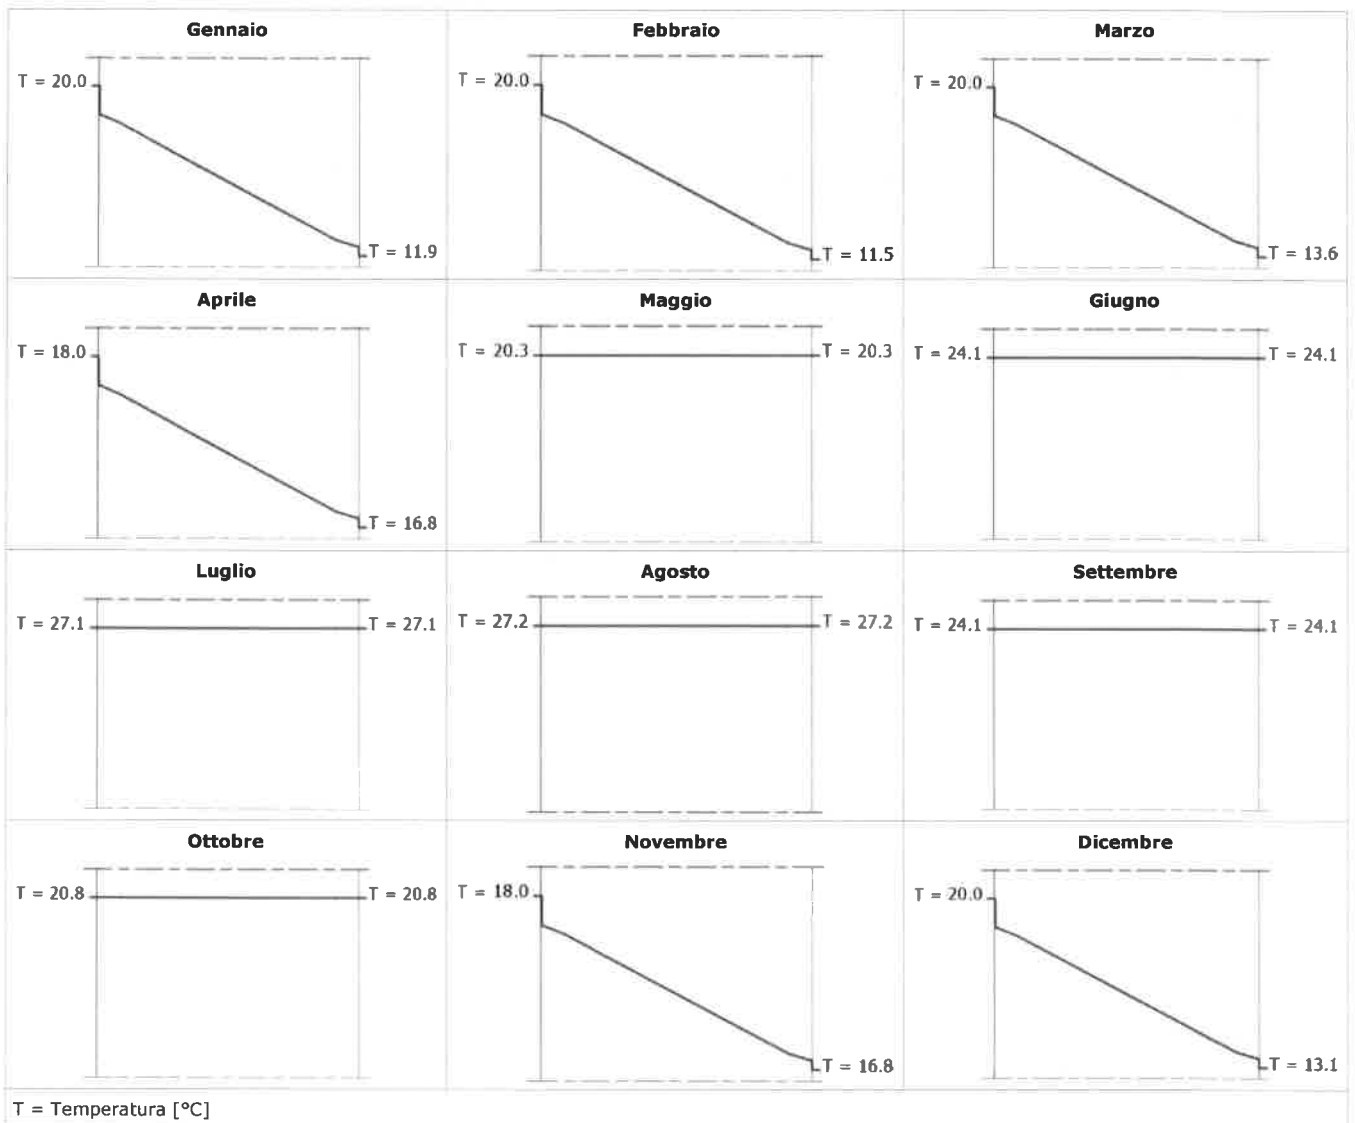 Gennaio
T = 20.0
T = 11.9
Febbraio
T = 20.0
T = 11.5
Marzo
T = 20.0
T = 13.6
Aprile
T = 18.0
T = 16.8
Maggio
T = 20.3
T = 20.3
Giugno
T = 24.1
T = 24.1
Luglio
T = 27.1
T = 27.1
Agosto
T = 27.2
T = 27.2
Settembre
T = 24.1
T = 24.1
Ottobre
T = 20.8
T = 20.8
Novembre
T = 18.0
T = 16.8
Dicembre
T = 20.0
T = 13.1
T = Temperatura [°C]